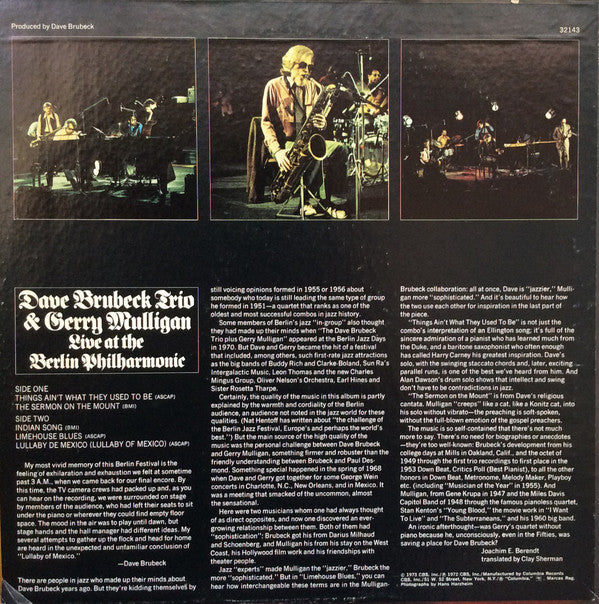 Produced by Dave Brubeck
32143
Dave Brubeck Trio
& Gerry Mulligan
Live at the
Berlin Philharmonic
SIDE ONE
THINGS AIN'T WHAT THEY USED TO BE (ASCAP)
THE SERMON ON THE MOUNT (BMI)
SIDE TWO
INDIAN SONG (BMI)
LIMEHOUSE BLUES (ASCAP)
LULLABY DE MEXICO (LULLABY OF MEXICO) (ASCAP)
My most vivid memory of this Berlin Festival is the
feeling of exhilaration and exhaustion we felt at sometime
past 3 A.M., when we came back for our final encore. By
this time, the TV camera crews had packed up and, as you
can hear on the recording, we were surrounded on stage
by members of the audience, who had left their seats to sit
under the piano or wherever they could find empty floor
space. The mood in the air was to play until dawn, but
stage hands and the hall manager had different ideas. My
several attempts to gather up the flock and head for home
are heard in the unexpected and unfamiliar conclusion of
"Lullaby of Mexico."
—Dave Brubeck
There are people in jazz who made up their minds about
Dave Brubeck years ago. But they're kidding themselves by
still voicing opinions formed in 1955 or 1956 about
somebody who today is still leading the same type of group
he formed in 1951—a quartet that ranks as one of the
oldest and most successful combos in jazz history.
Some members of Berlin's jazz "in-group" also thought
they had made up their minds when "The Dave Brubeck
Trio plus Gerry Mulligan" appeared at the Berlin Jazz Days
in 1970. But Dave and Gerry became the hit of a festival
that included, among others, such first-rate jazz attractions
as the big bands of Buddy Rich and Clarke-Boland, Sun Ra's
Intergalactic Music, Leon Thomas and the new Charles
Mingus Group, Oliver Nelson's Orchestra, Earl Hines and
Sister Rosetta Tharpe.
Certainly, the quality of the music in this album is partly
explained by the warmth and cordiality of the Berlin
audience, an audience not noted in the jazz world for these
qualities. (Nat Hentoff has written about "the challenge of
the Berlin Jazz Festival, Europe's and perhaps the world's
best.") But the main source of the high quality of the
music was the personal challenge between Dave Brubeck
and Gerry Mulligan, something firmer and robuster than the
friendly understanding between Brubeck and Paul Des-
mond. Something special happened in the spring of 1968
when Dave and Gerry got together for some George Wein
concerts in Charlotte, N.C., New Orleans, and in Mexico. It
was a meeting that smacked of the uncommon, almost
the sensational.
Here were two musicians whom one had always thought
of as direct opposites, and now one discovered an ever-
growing relationship between them. Both of them had
"sophistication": Brubeck got his from Darius Milhaud
and Schoenberg, and Mulligan his from his stay on the West
Coast, his Hollywood film work and his friendships with
theater people.
Jazz "experts" made Mulligan the "jazzier," Brubeck the
more "sophisticated." But in "Limehouse Blues," you can
hear how interchangeable these terms are in the Mulligan-
Brubeck collaboration: all at once, Dave is "jazzier," Mulli-
gan more "sophisticated." And it's beautiful to hear how
the two use each other for inspiration in the last part of
the piece.
"Things Ain't What They Used To Be" is not just the
combo's interpretation of an Ellington song; it's full of the
sincere admiration of a pianist who has learned much from
the Duke, and a baritone saxophonist who often enough
has called Harry Carney his greatest inspiration. Dave's
solo, with the swinging staccato chords and, later, exciting
parallel runs, is one of the best we've heard from him. And
Alan Dawson's drum solo shows that intellect and swing
don't have to be contradictions in jazz.
"The Sermon on the Mount" is from Dave's religious
cantata. Mulligan "creeps" like a cat, like a Konitz cat, into
his solo without vibrato—the preaching is soft-spoken,
without the full-blown emotion of the gospel preachers.
The music is so self contained that there's not much
more to say. There's no need for biographies or anecdotes
—they're too well-known: Brubeck's development from his
college days at Mills in Oakland, Calif., and the octet of
1949 through the first trio recordings to first place in the
1953 Down Beat, Critics Poll (Best Pianist), to all the other
honors in Down Beat, Metronome, Melody Maker, Playboy
etc. (including "Musician of the Year" in 1955). And
Mulligan, from Gene Krupa in 1947 and the Miles Davis
Capitol Band of 1948 through the famous pianoless quartet,
Stan Kenton's "Young Blood," the movie work in "I Want
To Live" and "The Subterraneans," and his 1960 big band.
An ironic afterthought—was Gerry's quartet without
piano because he, unconsciously, even in the Fifties, was
saving a place for Dave Brubeck?
Joachim E. Berendt
translated by Clay Sherman
© 1973 CBS, Inc./℗ 1972 CBS, Inc./Manufactured by Columbia Records
CBS, Inc./51 W. 52 Street, New York, N.Y./® "Columbia," Marcas Reg.
Photographs by Hans Harzheim